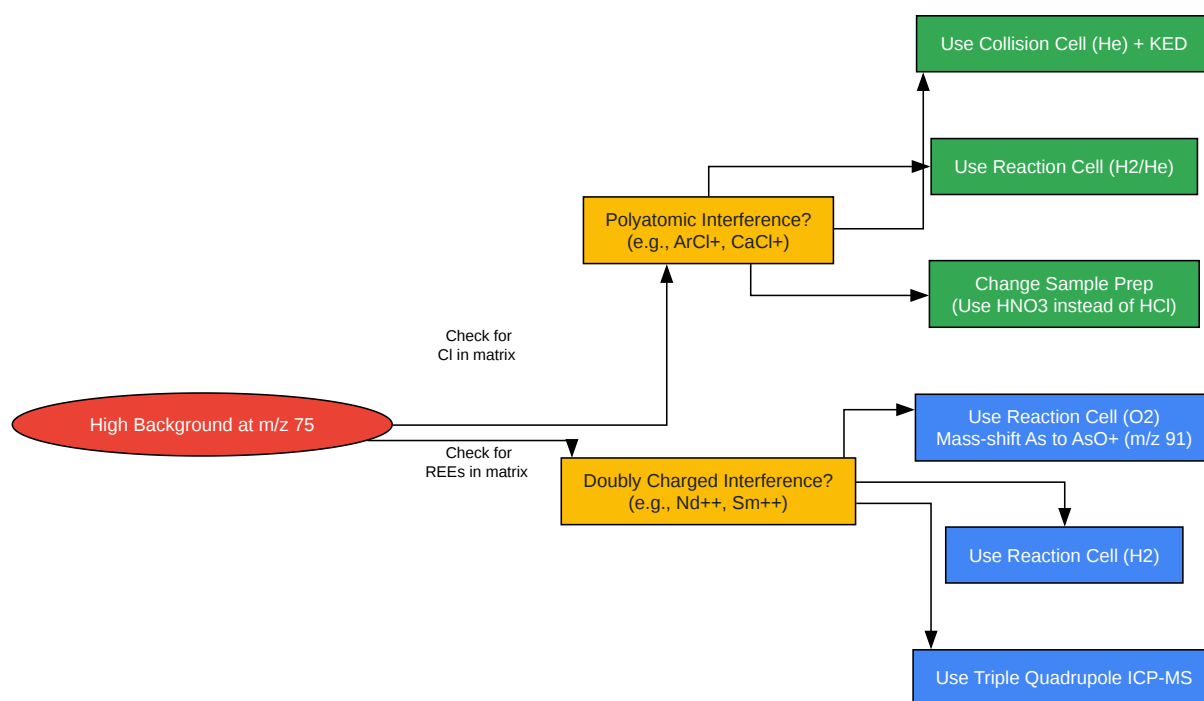 Use Collision Cell (He) + KED
Use Reaction Cell (H2/He)
Polyatomic Interference?
(e.g., ArCl+, CaCl+)
Change Sample Prep
(Use HNO3 instead of HCl)
Check for
Cl in matrix
High Background at m/z 75
Check for
REEs in matrix
Use Reaction Cell (O2)
Mass-shift As to AsO+ (m/z 91)
Doubly Charged Interference?
(e.g., Nd++, Sm++)
Use Reaction Cell (H2)
Use Triple Quadrupole ICP-MS